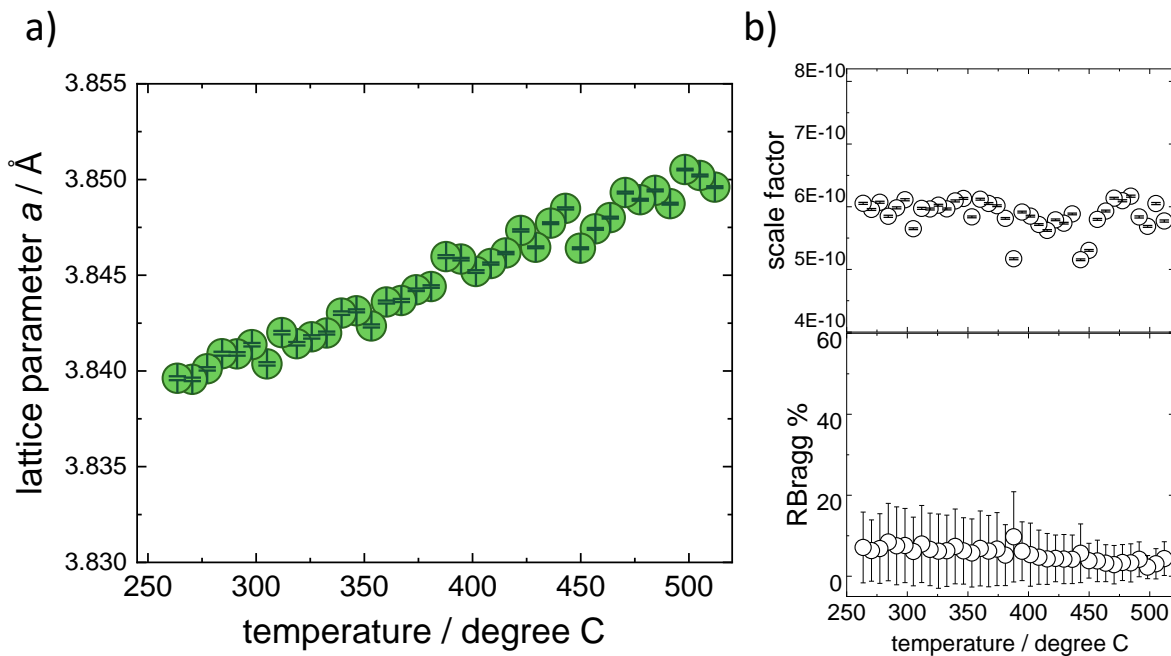 a)
3.855
3.850
3.845
3.840
3.835
3.830
lattice parameter a / Å
250
300
350
400
450
500
temperature / degree C
b)
8E-10
7E-10
6E-10
5E-10
4E-10
scale factor
60
40
20
0
RBragg %
250
300
350
400
450
500
temperature / degree C